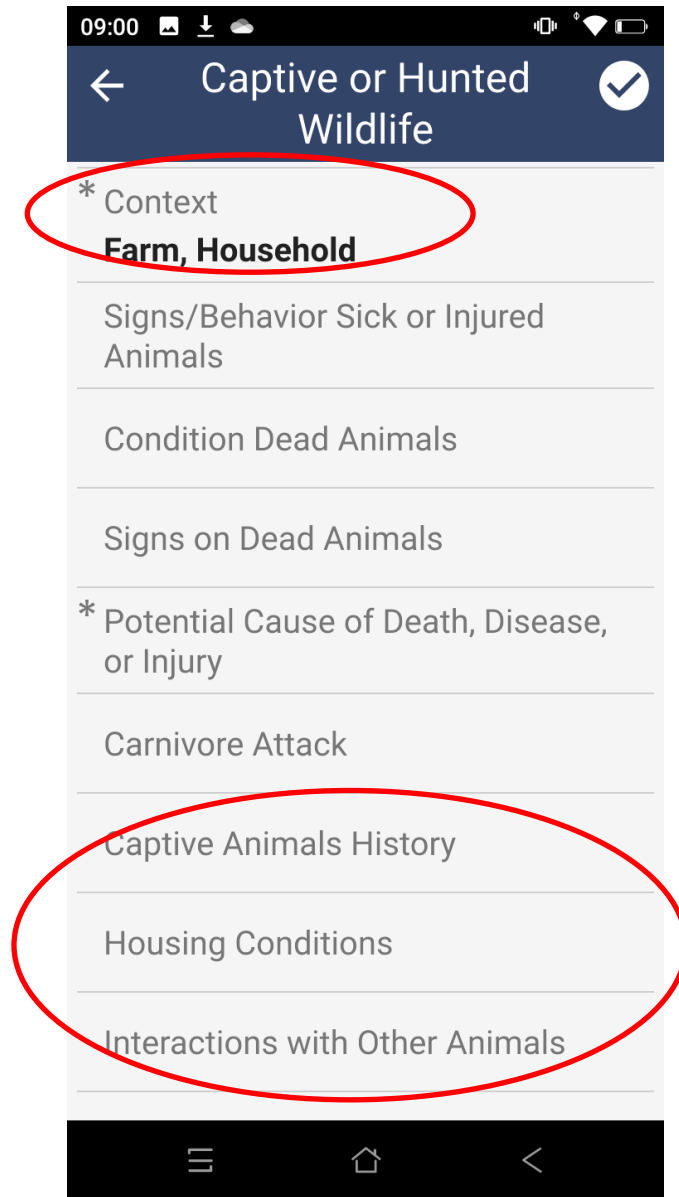 09:00
Captive or Hunted
Wildlife
* Context
Farm, Household
Signs/Behavior Sick or Injured
Animals
Condition Dead Animals
Signs on Dead Animals
* Potential Cause of Death, Disease,
or Injury
Carnivore Attack
Captive Animals History
Housing Conditions
Interactions with Other Animals